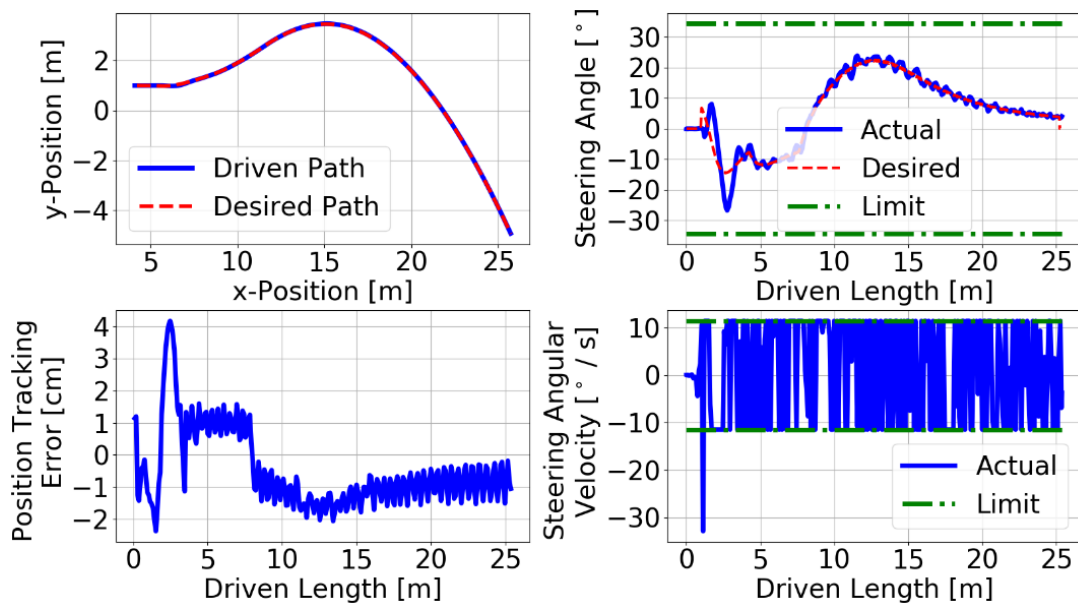 y-Position [m]
2
0
−2
−4
Driven Path
Desired Path
5
10
15
20
25
x-Position [m]
Steering Angle [°]
30
20
10
0
−10
−20
−30
Actual
Desired
Limit
0
5
10
15
20
25
Driven Length [m]
Position Tracking
Error [cm]
4
3
2
1
0
−1
−2
0
5
10
15
20
25
Driven Length [m]
Steering Angular
Velocity [° / s]
10
0
−10
−20
−30
Actual
Limit
0
5
10
15
20
25
Driven Length [m]